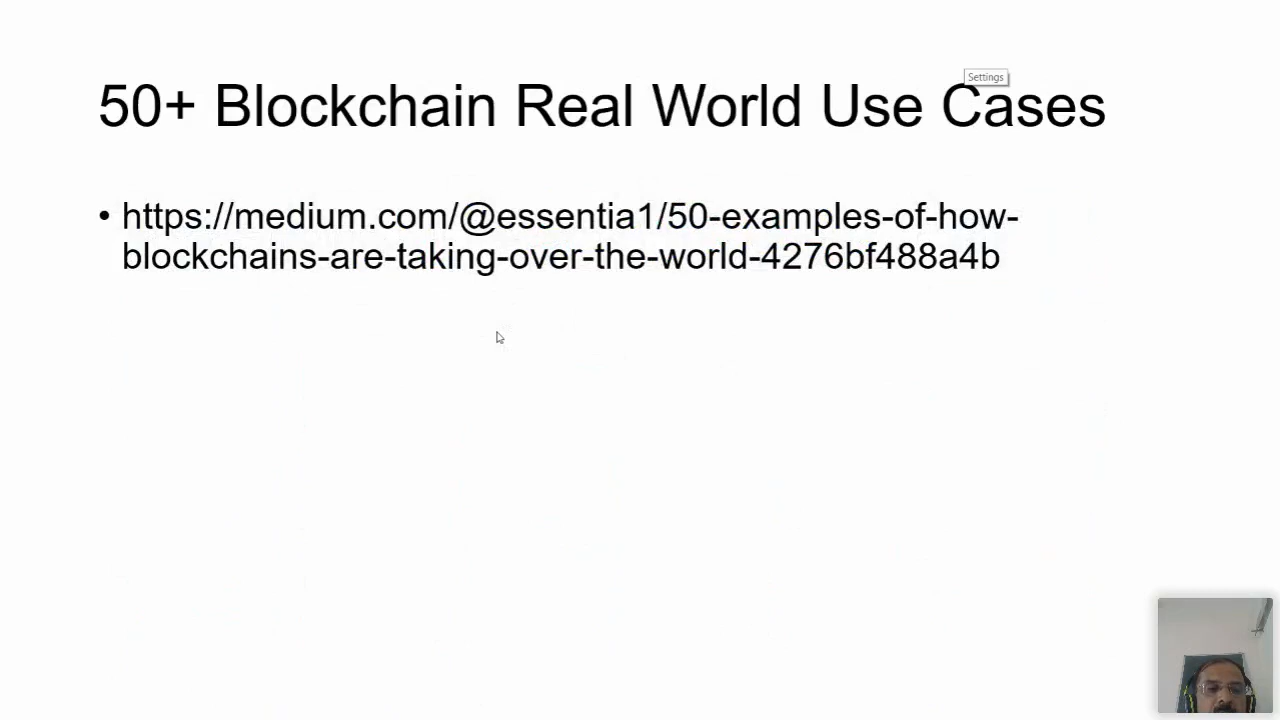 Settings
50+ Blockchain Real World Use Cases
• https://medium.com/@essentia1/50-examples-of-how-
blockchains-are-taking-over-the-world-4276bf488a4b